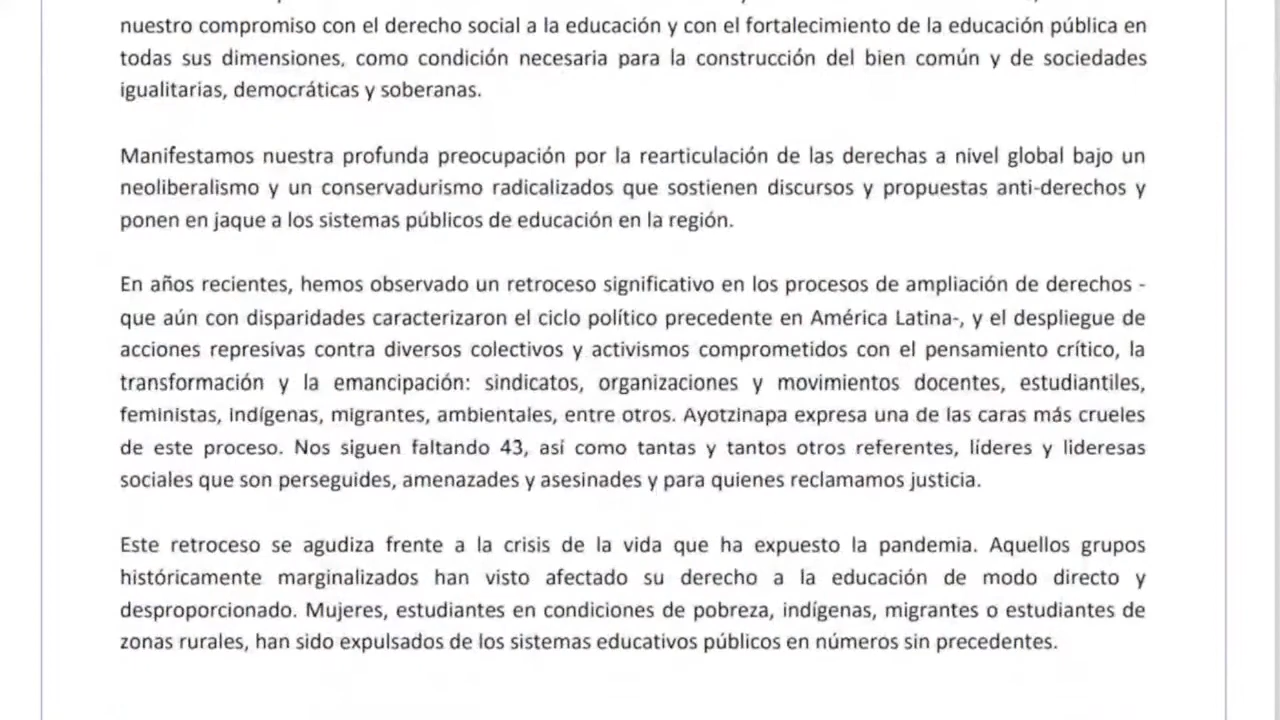 nuestro compromiso con el derecho social a la educación y con el fortalecimiento de la educación pública en
todas sus dimensiones, como condición necesaria para la construcción del bien común y de sociedades
igualitarias, democráticas y soberanas.
Manifestamos nuestra profunda preocupación por la rearticulación de las derechas a nivel global bajo un
neoliberalismo y un conservadurismo radicalizados que sostienen discursos y propuestas anti-derechos y
ponen en jaque a los sistemas públicos de educación en la región.
En años recientes, hemos observado un retroceso significativo en los procesos de ampliación de derechos -
que aún con disparidades caracterizaron el ciclo político precedente en América Latina-, y el despliegue de
acciones represivas contra diversos colectivos y activismos comprometidos con el pensamiento crítico, la
transformación y la emancipación: sindicatos, organizaciones y movimientos docentes, estudiantiles,
feministas, indígenas, migrantes, ambientales, entre otros. Ayotzinapa expresa una de las caras más crueles
de este proceso. Nos siguen faltando 43, así como tantas y tantos otros referentes, líderes y lideresas
sociales que son perseguides, amenazades y asesinades y para quienes reclamamos justicia.
Este retroceso se agudiza frente a la crisis de la vida que ha expuesto la pandemia. Aquellos grupos
históricamente marginalizados han visto afectado su derecho a la educación de modo directo y
desproporcionado. Mujeres, estudiantes en condiciones de pobreza, indígenas, migrantes o estudiantes de
zonas rurales, han sido expulsados de los sistemas educativos públicos en números sin precedentes.